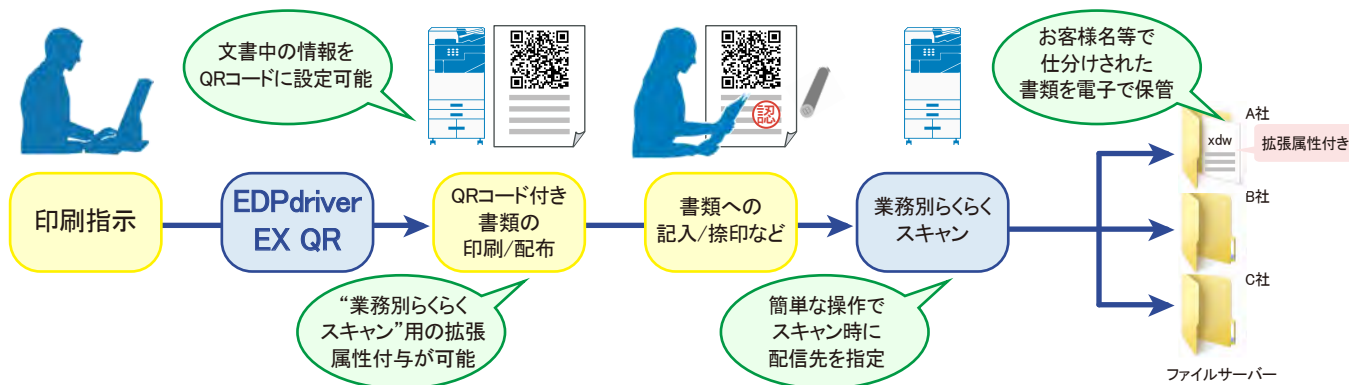 文書中の情報を
QRコードに設定可能
認
お客様名等で
仕分けされた
書類を電子で保管
A社
xdw
拡張属性付き
印刷指示
EDPdriver
EX QR
QRコード付き
書類の
印刷/配布
書類への
記入/捺印など
業務別らくらく
スキャン
B社
C社
“業務別らくらく
スキャン”用の拡張
属性付与が可能
簡単な操作で
スキャン時に
配信先を指定
ファイルサーバー